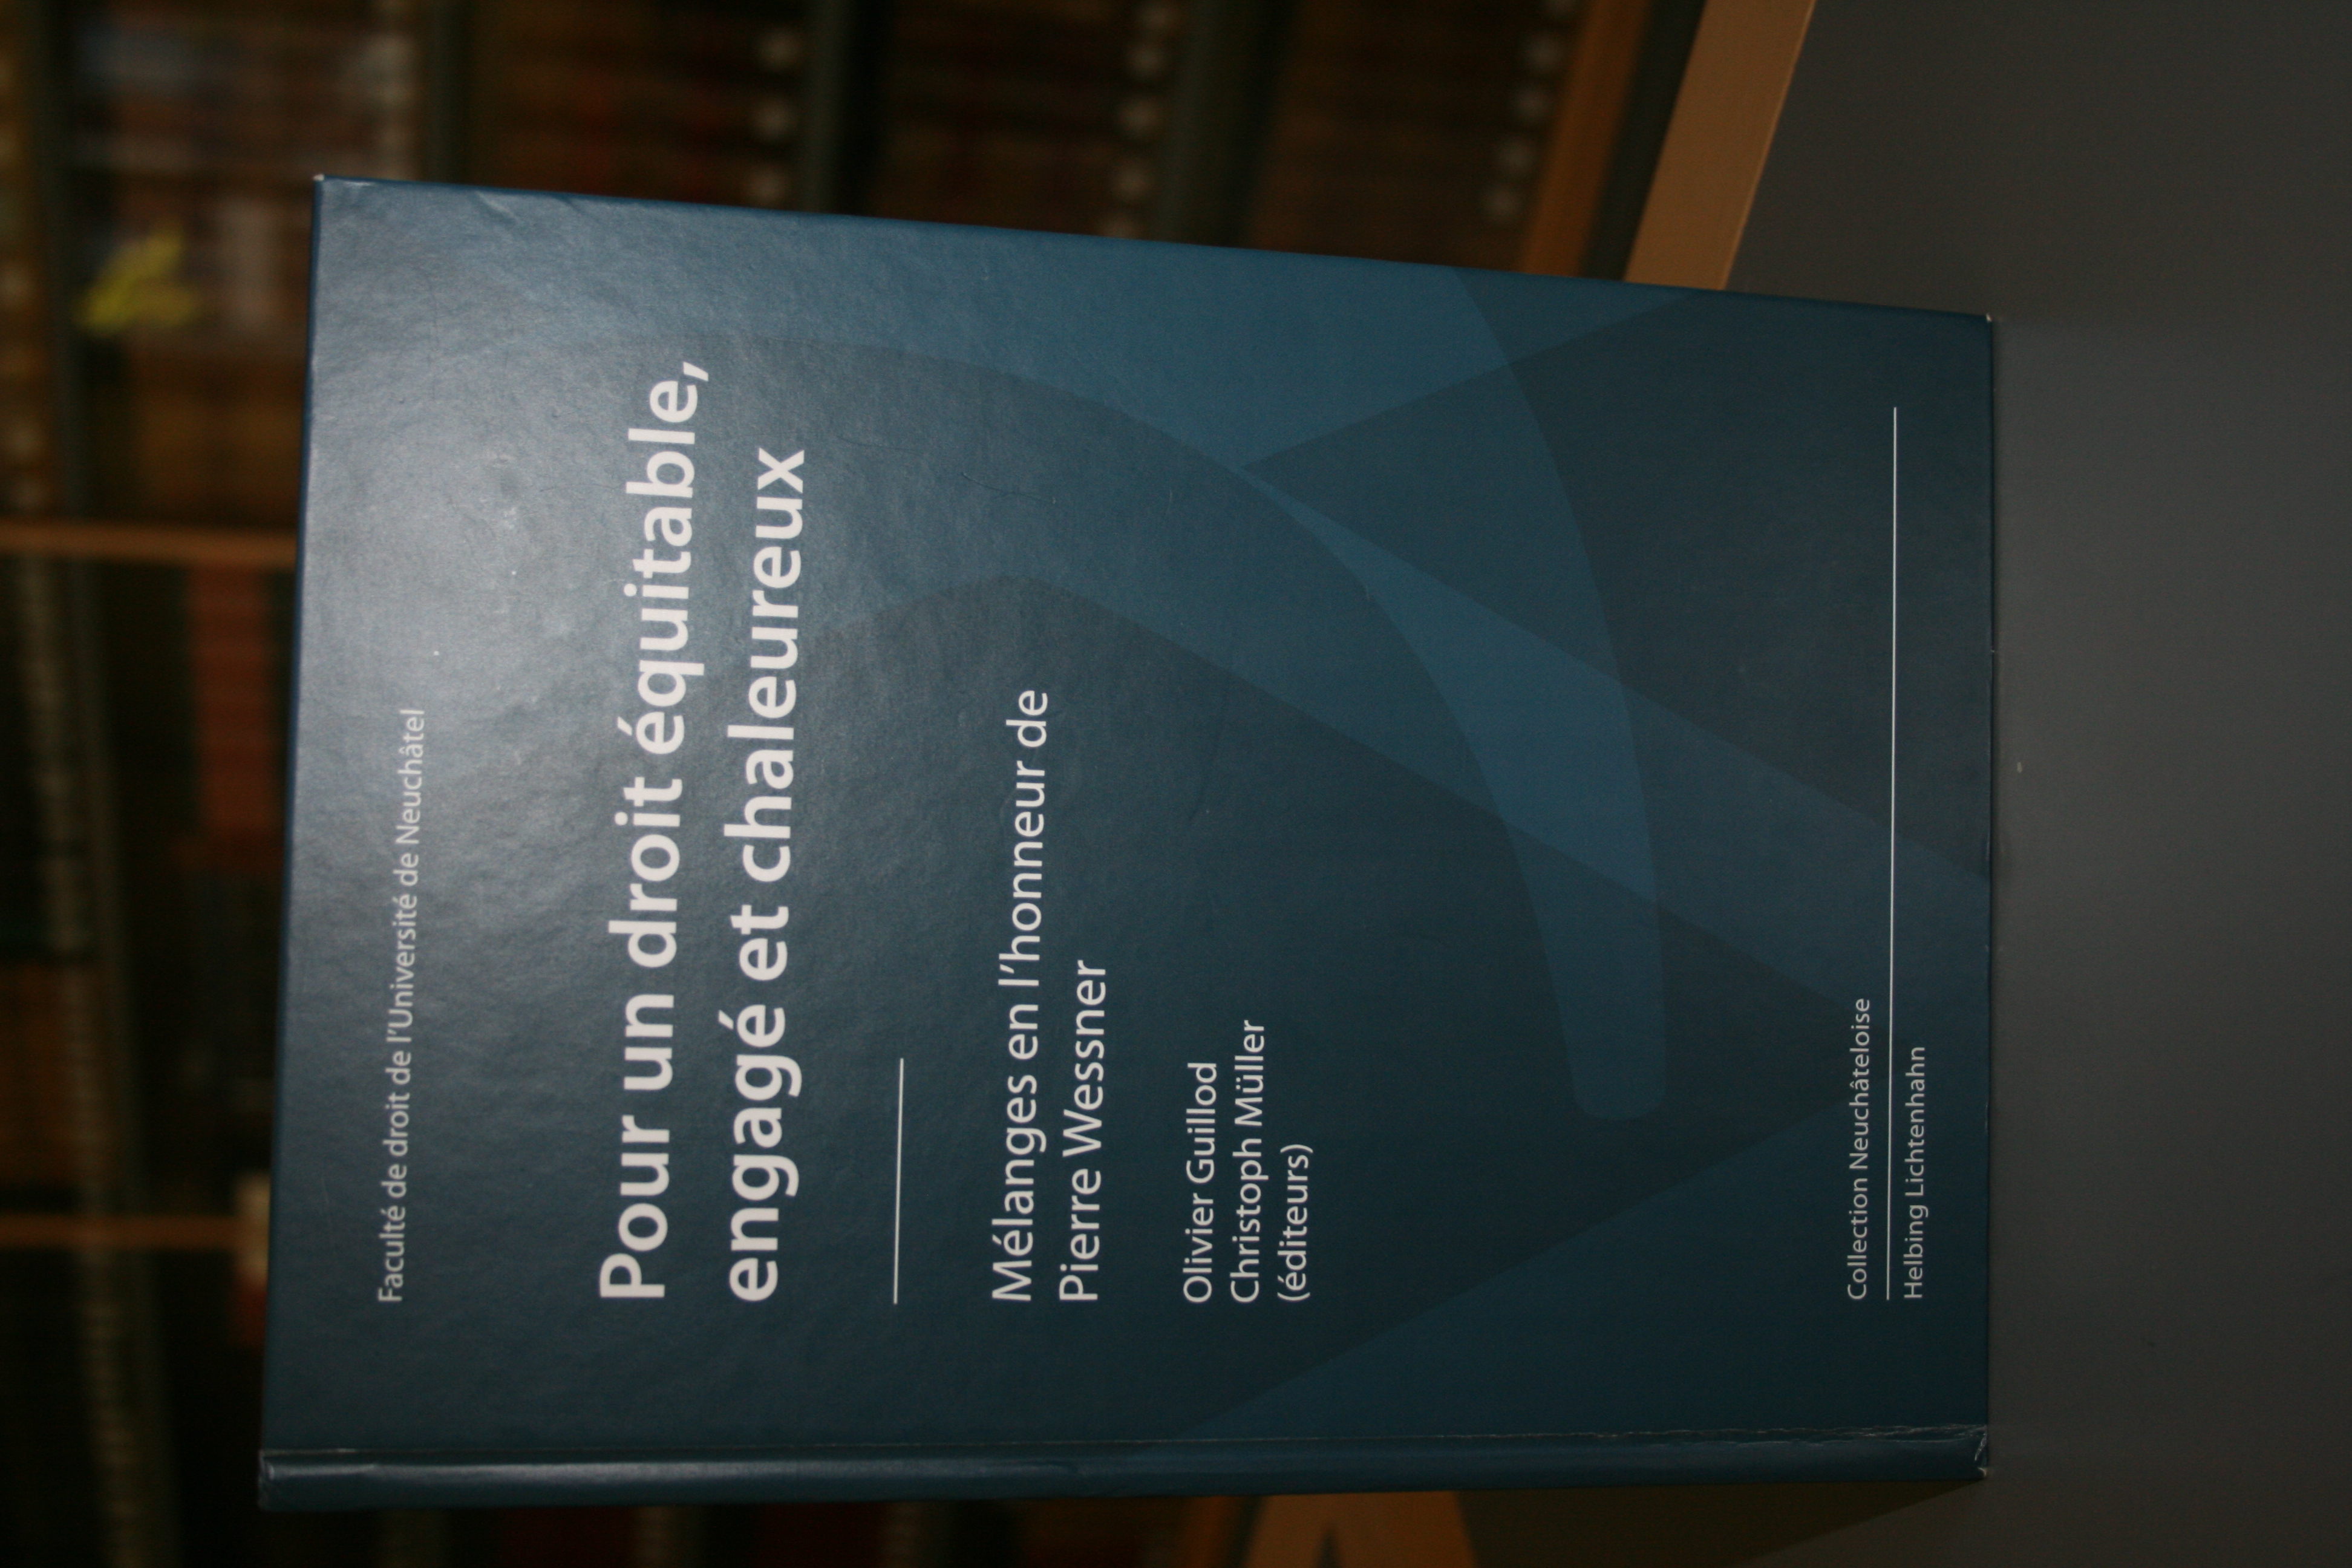 Faculté de droit de l'Université de Neuchâtel
Pour un droit équitable,
engagé et chaleureux
Mélanges en l'honneur de
Pierre Wessner
Olivier Guillod
Christoph Müller
(éditeurs)
Collection Neuchâteloise
Helbing Lichtenhahn